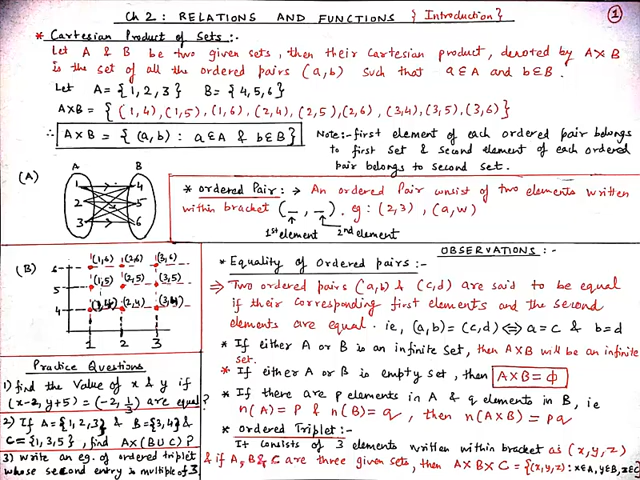 Ch 2 : RELATIONS AND FUNCTIONS { Introduction } 1
* Cartesian Product of Sets :-
Let A & B be two given sets, then their Cartesian product, denoted by A×B
is the set of all the ordered pairs (a,b) such that a∈A and b∈B.
Let A = {1, 2, 3} B = {4, 5, 6}
A×B = { (1,4), (1,5), (1,6), (2,4), (2,5), (2,6), (3,4), (3,5), (3,6) }
∴ A×B = { (a,b) : a∈A & b∈B }
Note:- first element of each ordered pair belongs
to first set & second element of each ordered
pair belongs to second set.
(A)
A B
1 4
2 5
3 6
* Ordered Pair : → An ordered Pair consist of two elements written
within bracket ( _ , _ ). eg : (2,3), (a,w)
1st element 2nd element
(B)
6 (1,6) (2,6) (3,6)
5 (1,5) (2,5) (3,5)
4 (1,4) (2,4) (3,4)
1 2 3
OBSERVATIONS :-
* Equality of Ordered pairs :-
⇒ Two ordered pairs (a,b) & (c,d) are said to be equal
if their corresponding first elements and the second
elements are equal. ie, (a,b) = (c,d) ⇔ a = c & b = d
* If either A or B is an infinite set, then A×B will be an infinite
set.
* If either A or B is empty set, then A×B = ϕ
* If there are p elements in A & q elements in B, ie
n(A) = P & n(B) = q, then n(A×B) = pq
* Ordered Triplet :-
It consists of 3 elements written within bracket as (x,y,z)
& if A, B & C are three given sets, then A×B×C = {(x,y,z) : x∈A, y∈B, z∈C}
Practice Questions
1) find the value of x & y if
(x-2, y+5) = (-2, 1/3) are equal?
2) If A = {1,2,3} & B = {3,4} &
C = {1,3,5}, find A×(B∪C) ?
3) Write an eg. of ordered triplet
whose second entry is multiple of 3